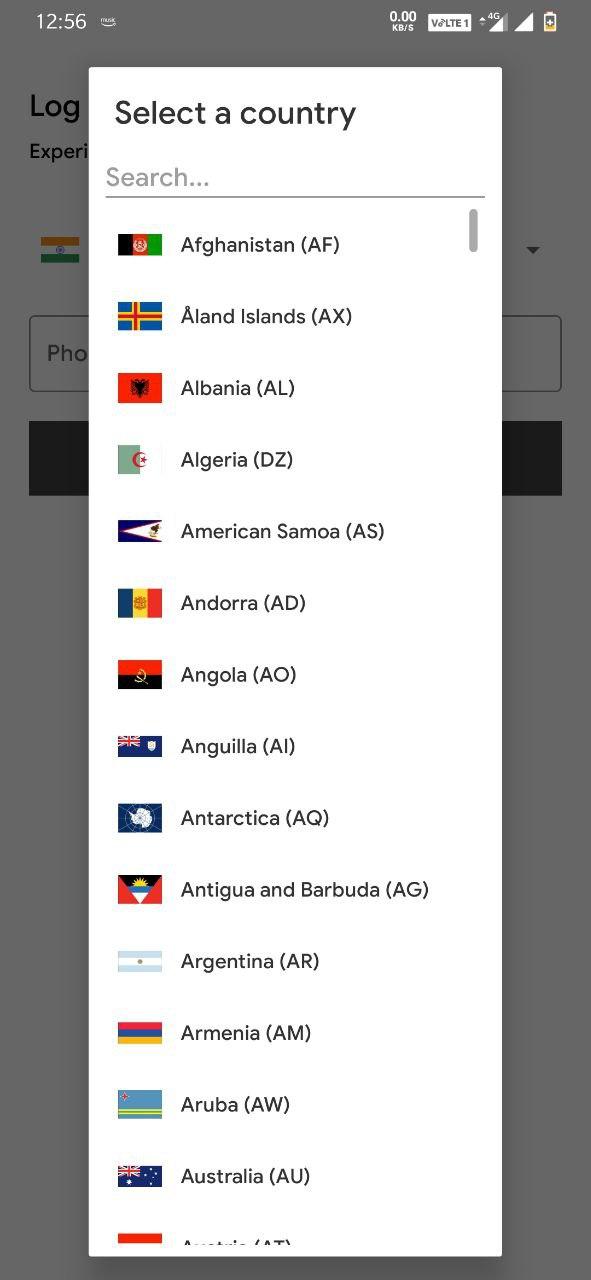 12:56 music 0.00 KB/S VoLTE 1 4G
Select a country
Log
Experi
Search...
Afghanistan (AF)
Åland Islands (AX)
Pho
Albania (AL)
Algeria (DZ)
American Samoa (AS)
Andorra (AD)
Angola (AO)
Anguilla (AI)
Antarctica (AQ)
Antigua and Barbuda (AG)
Argentina (AR)
Armenia (AM)
Aruba (AW)
Australia (AU)
Austria (AT)